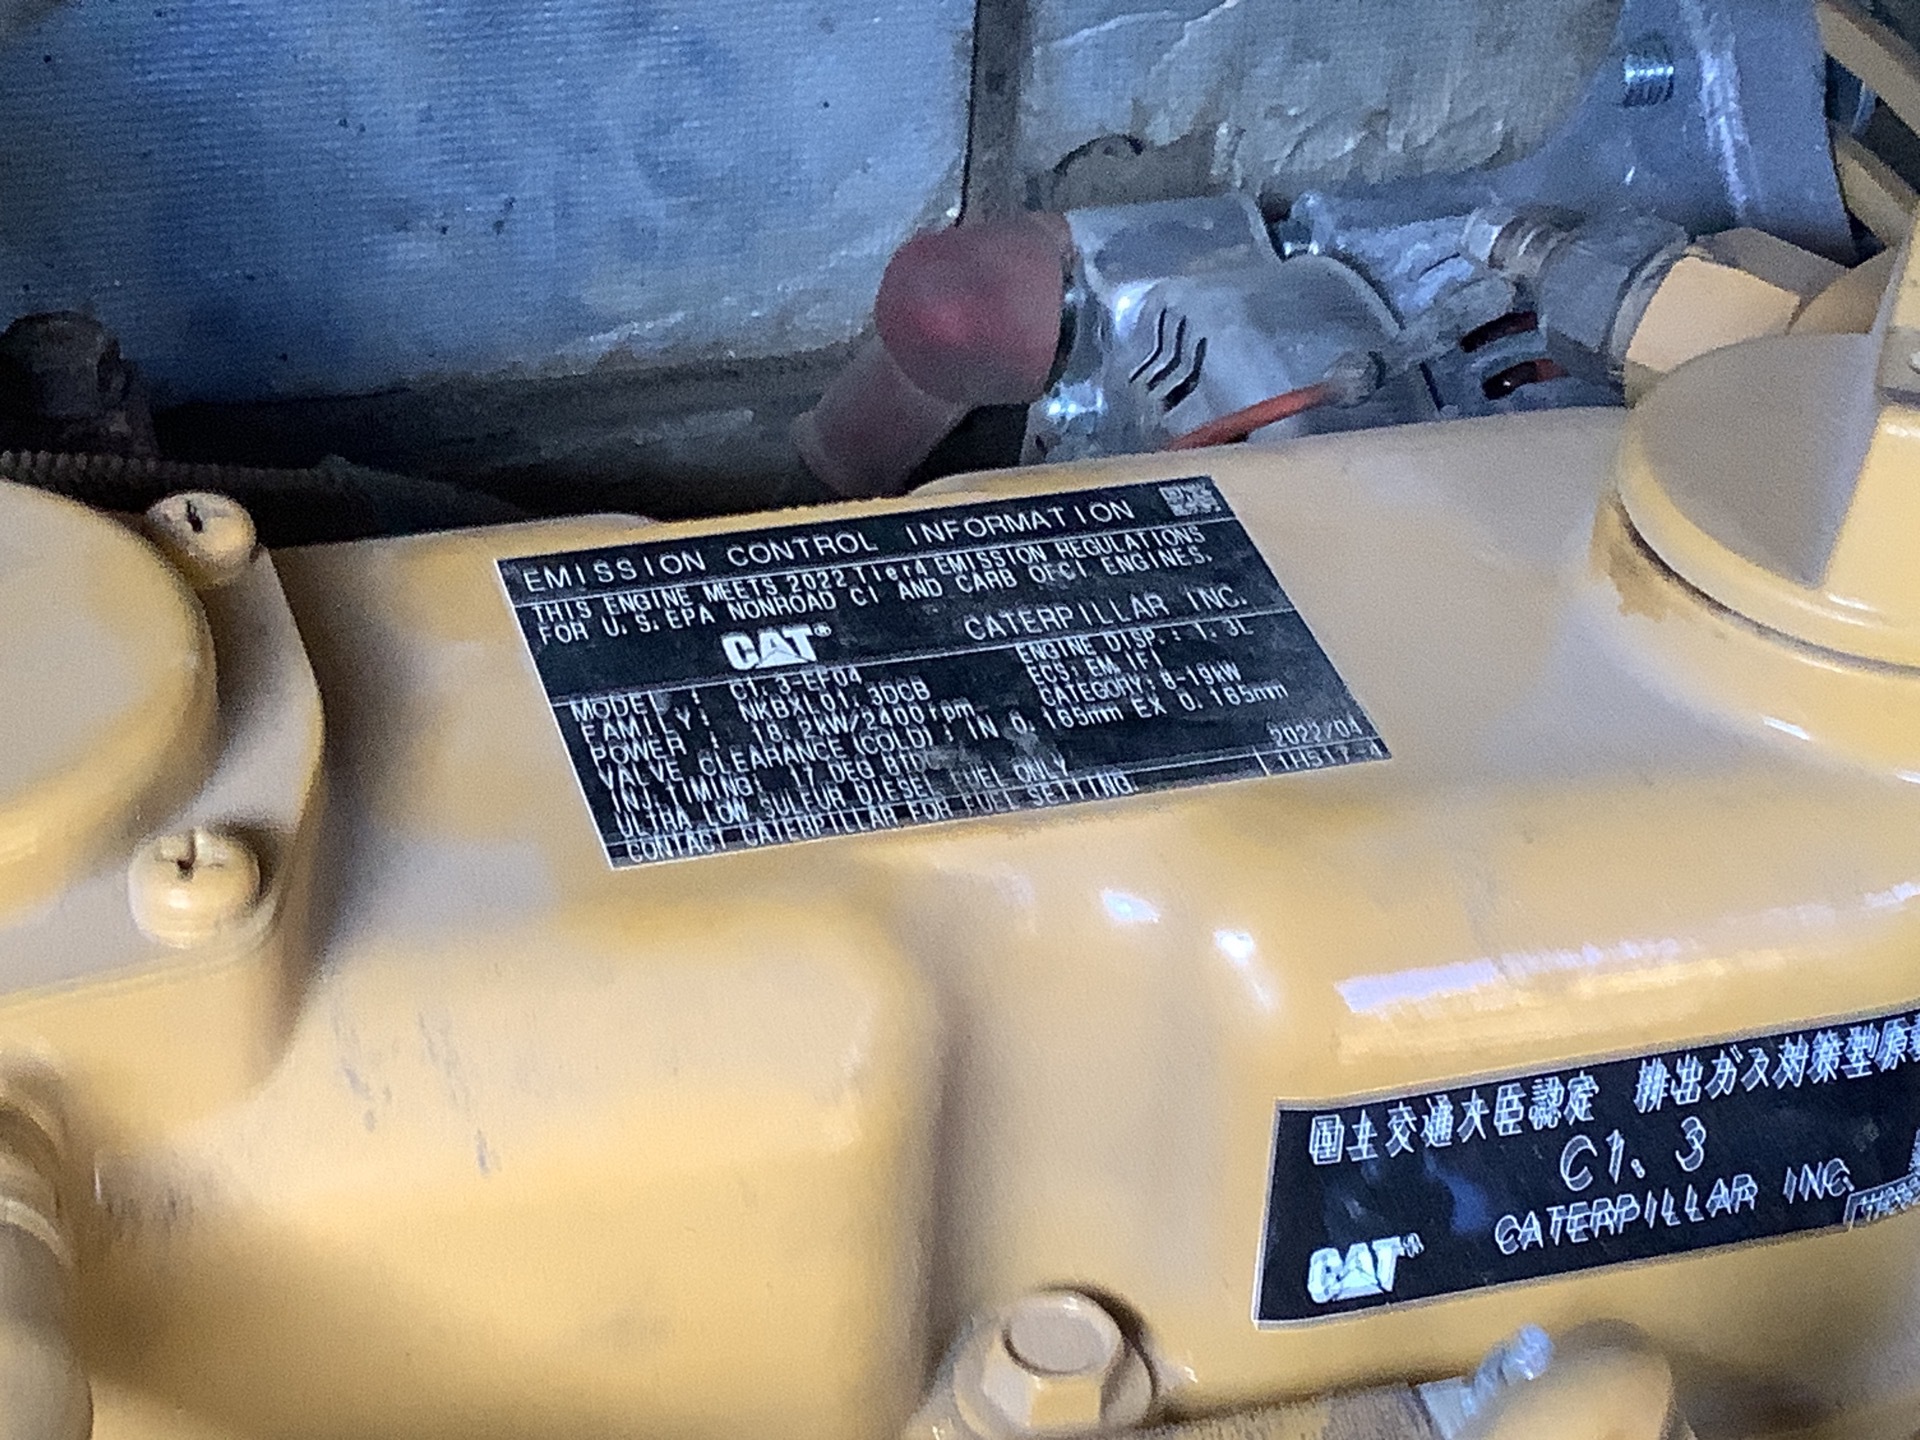 EMISSION CONTROL INFORMATION
THIS ENGINE MEETS 2022 Tier4 EMISSION REGULATIONS
FOR U.S.EPA NONROAD CI AND CARB OFCI ENGINES.
CAT® CATERPILLAR INC.
MODEL : C1.3-EF04 ENGINE DISP.: 1.3L
FAMILY: NKBXL01.3DCB ECS: EM, IFI
POWER : 18.2kW/2400rpm CATEGORY: 8-19kW
VALVE CLEARANCE(COLD): IN 0.165mm EX 0.165mm
INJ.TIMING: 17 DEG BTDC
ULTRA LOW SULFUR DIESEL FUEL ONLY 2022/04
CONTACT CATERPILLAR FOR FUEL SETTING.
国土交通大臣認定 排出ガス対策型原
C1.3
CAT® CATERPILLAR INC.